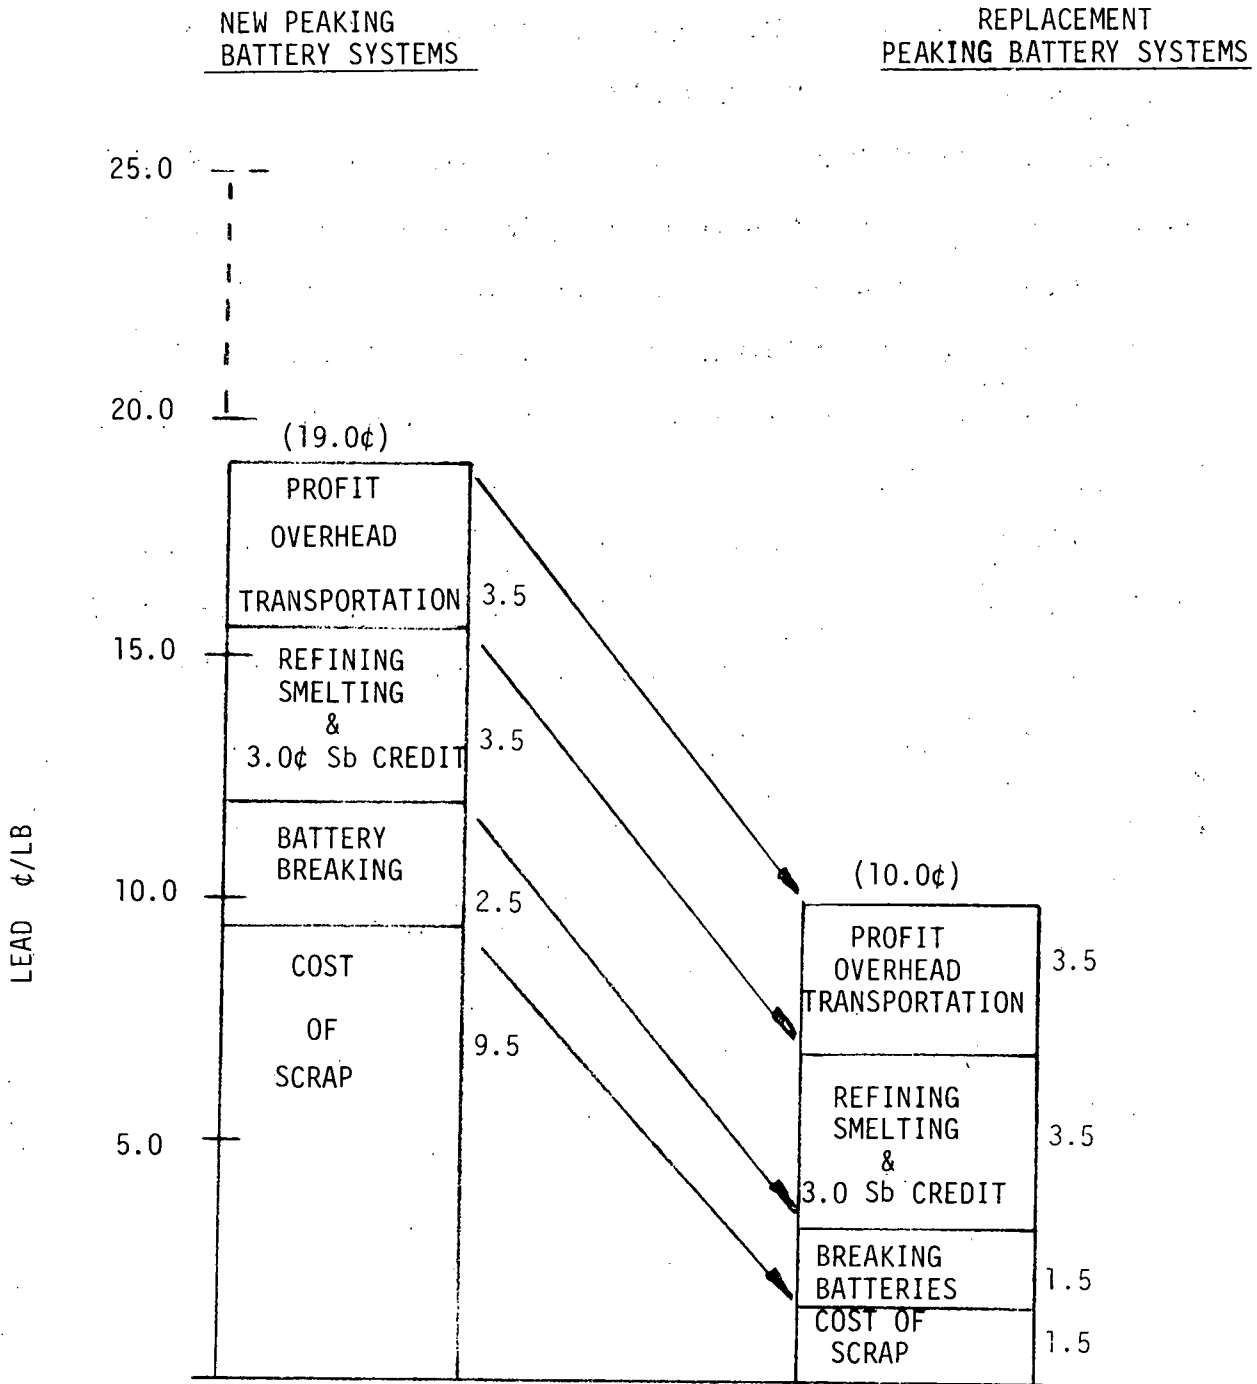 NEW PEAKING
BATTERY SYSTEMS
REPLACEMENT
PEAKING BATTERY SYSTEMS
LEAD ¢/LB
25.0
20.0
15.0
10.0
5.0
(19.0¢)
PROFIT
OVERHEAD
TRANSPORTATION
3.5
REFINING
SMELTING
&
3.0¢ Sb CREDIT
3.5
BATTERY
BREAKING
2.5
COST
OF
SCRAP
9.5
(10.0¢)
PROFIT
OVERHEAD
TRANSPORTATION
3.5
REFINING
SMELTING
&
3.0 Sb CREDIT
3.5
BREAKING
BATTERIES
1.5
COST OF
SCRAP
1.5